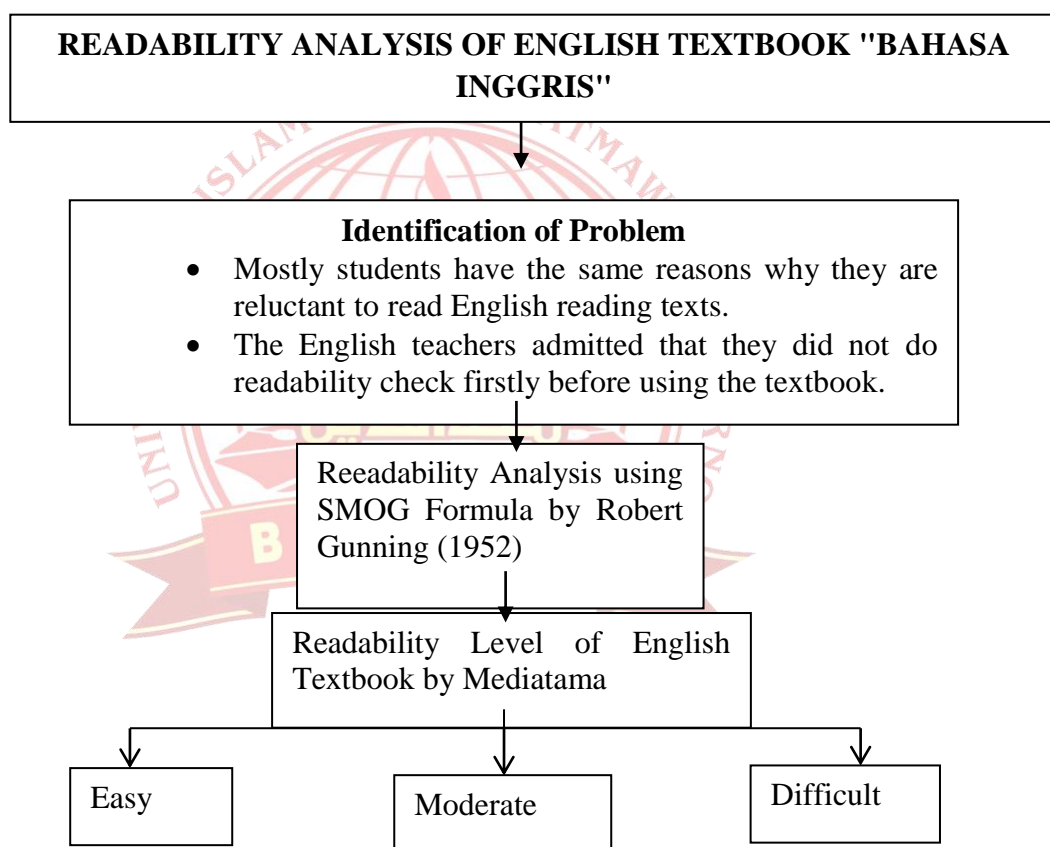 READABILITY ANALYSIS OF ENGLISH TEXTBOOK "BAHASA
INGGRIS"
Identification of Problem
• Mostly students have the same reasons why they are
reluctant to read English reading texts.
• The English teachers admitted that they did not do
readability check firstly before using the textbook.
Reeadability Analysis using
SMOG Formula by Robert
Gunning (1952)
Readability Level of English
Textbook by Mediatama
Easy
Moderate
Difficult